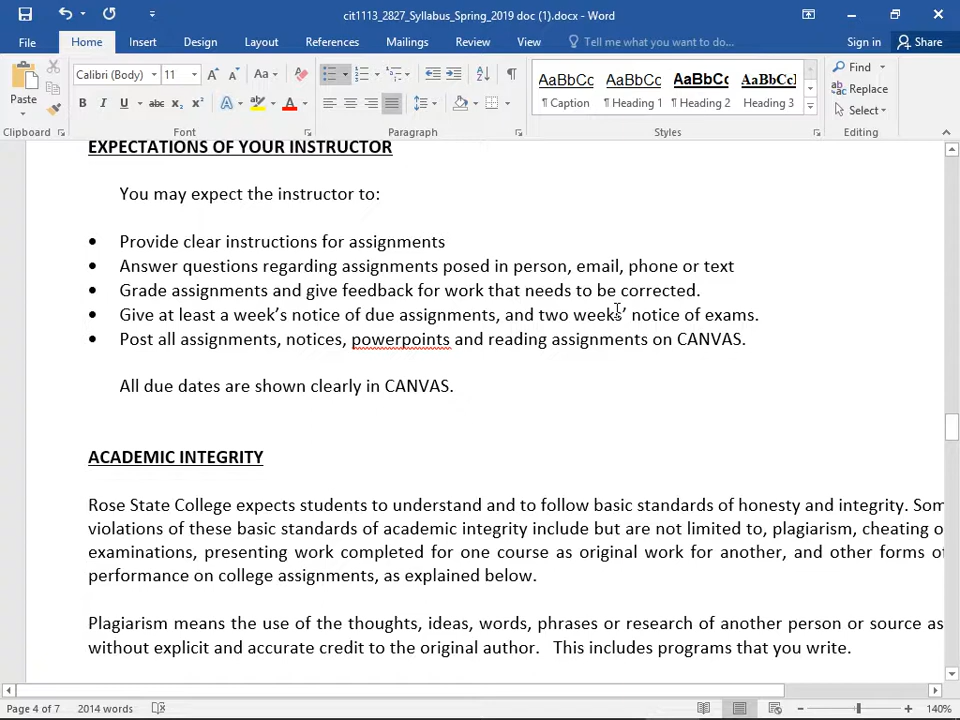 cit1113_2827_Syllabus_Spring_2019 doc (1).docx - Word
File Home Insert Design Layout References Mailings Review View Tell me what you want to do... Sign in Share
Paste
Calibri (Body) 11 Aa
B I U abc x₂ x² A A
AaBbCc AaBbCc AaBbCc AaBbCcI
¶ Caption ¶ Heading 1 ¶ Heading 2 Heading 3
Find
Replace
Select
Clipboard Font Paragraph Styles Editing
EXPECTATIONS OF YOUR INSTRUCTOR
You may expect the instructor to:
• Provide clear instructions for assignments
• Answer questions regarding assignments posed in person, email, phone or text
• Grade assignments and give feedback for work that needs to be corrected.
• Give at least a week’s notice of due assignments, and two weeks’ notice of exams.
• Post all assignments, notices, powerpoints and reading assignments on CANVAS.
All due dates are shown clearly in CANVAS.
ACADEMIC INTEGRITY
Rose State College expects students to understand and to follow basic standards of honesty and integrity. Som
violations of these basic standards of academic integrity include but are not limited to, plagiarism, cheating o
examinations, presenting work completed for one course as original work for another, and other forms of
performance on college assignments, as explained below.
Plagiarism means the use of the thoughts, ideas, words, phrases or research of another person or source as
without explicit and accurate credit to the original author. This includes programs that you write.
Page 4 of 7 2014 words 140%